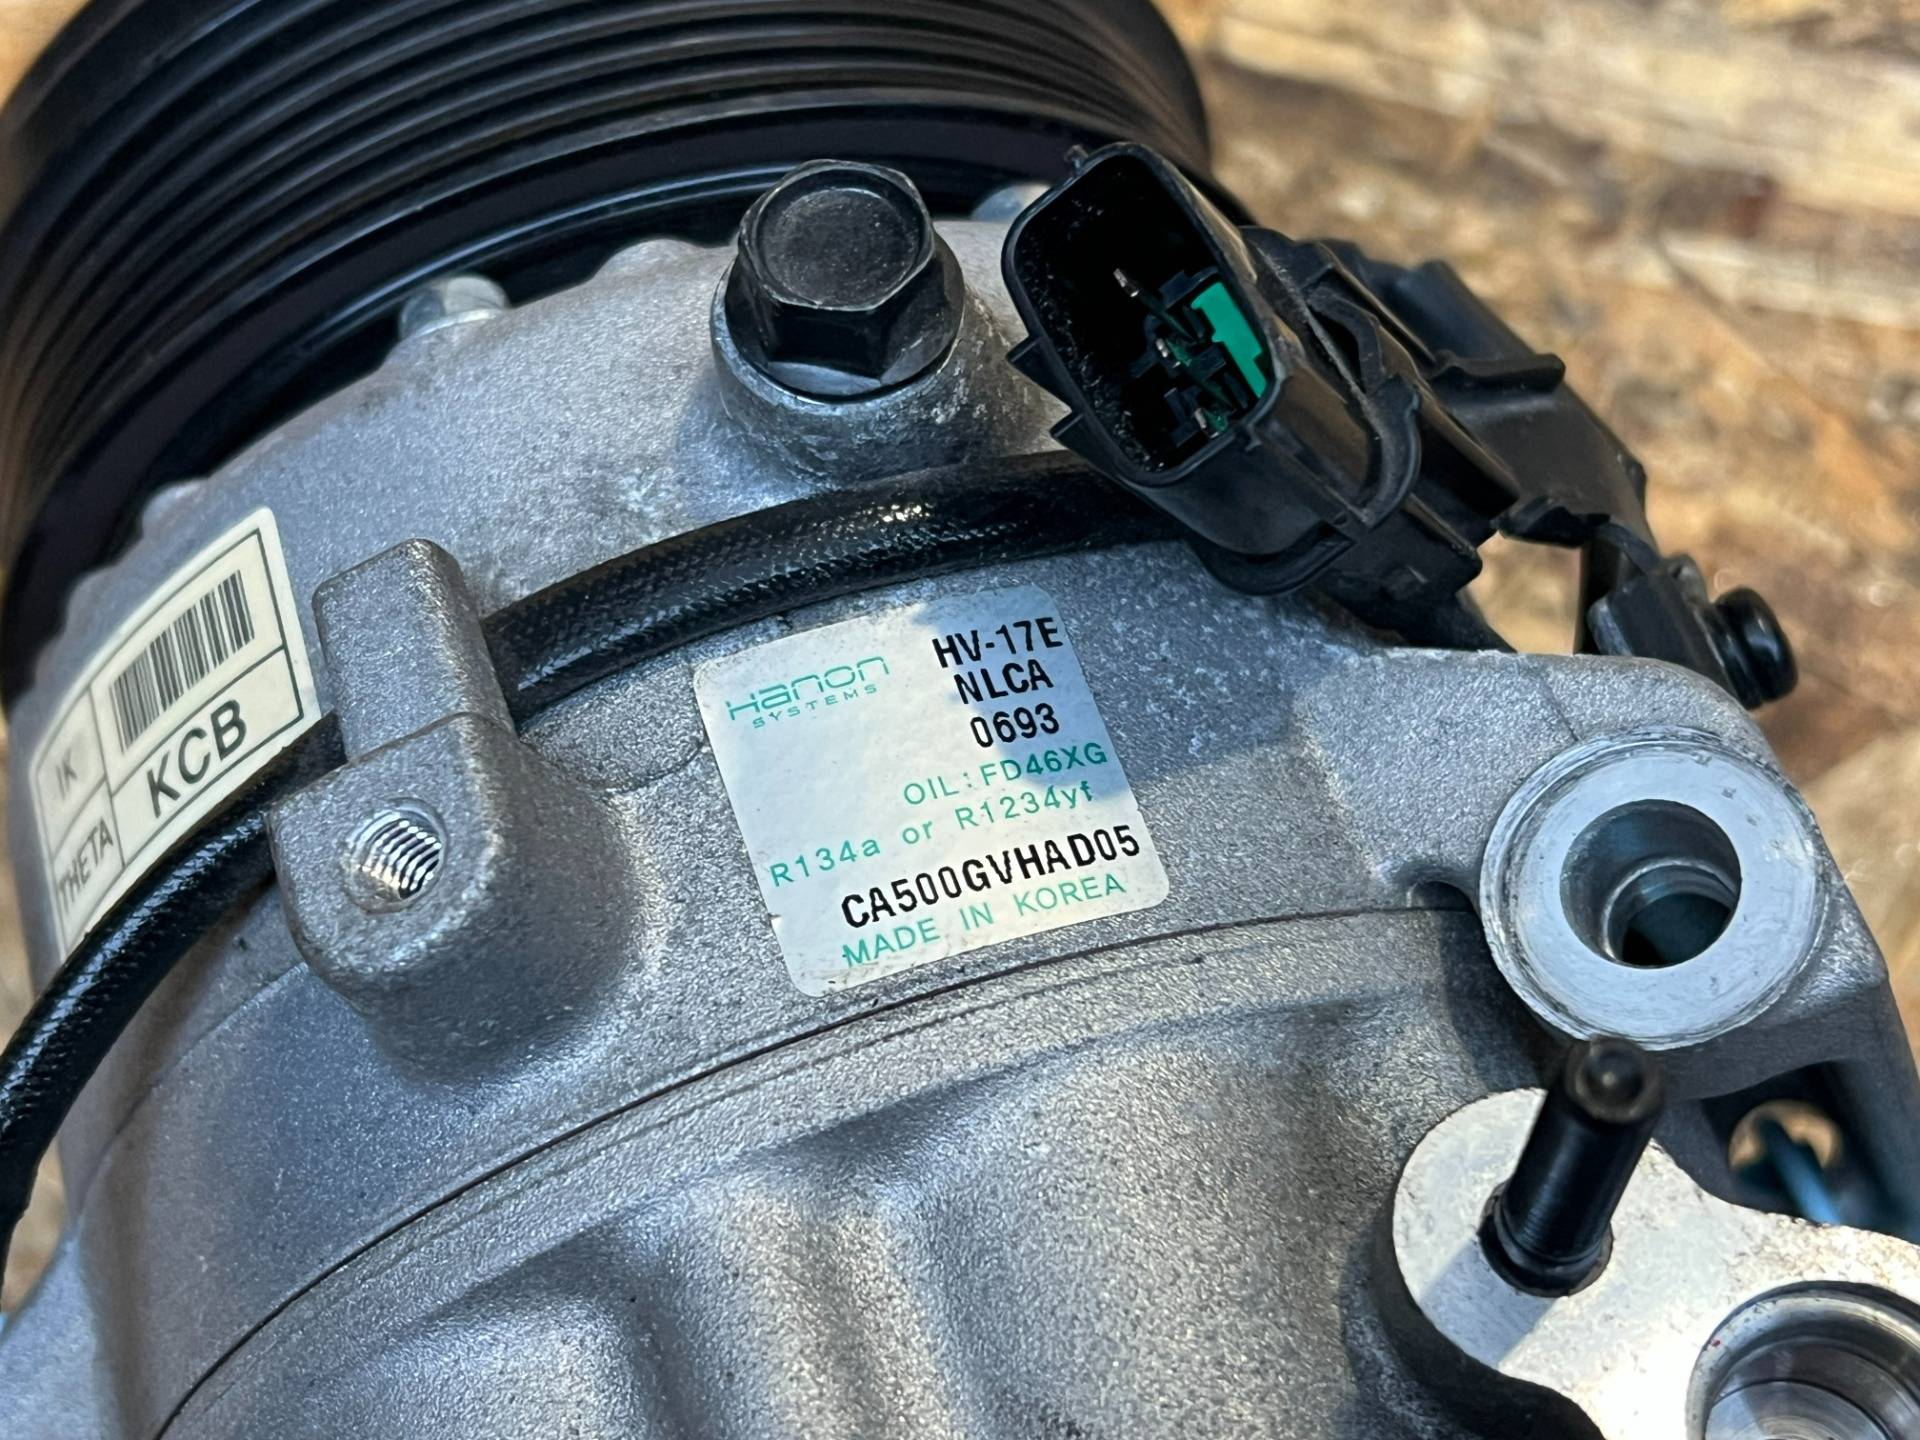 IK
KCB
THETA
Hanon
SYSTEMS
HV-17E
NLCA
0693
OIL:FD46XG
R134a or R1234yf
CA500GVHAD05
MADE IN KOREA